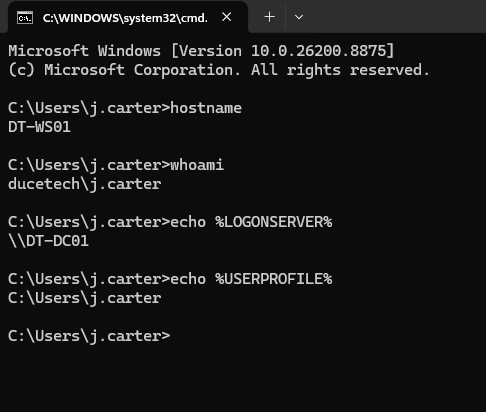 C:\WINDOWS\system32\cmd.
Microsoft Windows [Version 10.0.26200.8875]
(c) Microsoft Corporation. All rights reserved.
C:\Users\j.carter>hostname
DT-WS01
C:\Users\j.carter>whoami
ducetech\j.carter
C:\Users\j.carter>echo %LOGONSERVER%
\\DT-DC01
C:\Users\j.carter>echo %USERPROFILE%
C:\Users\j.carter
C:\Users\j.carter>